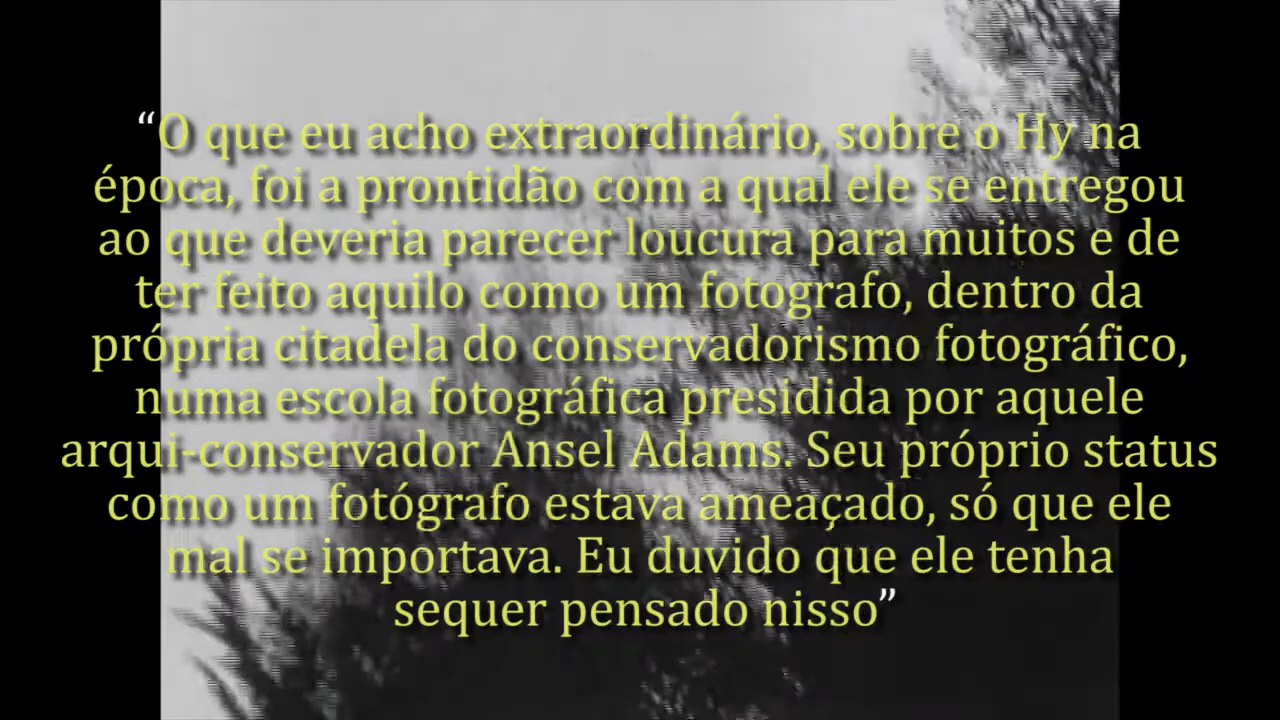 “O que eu acho extraordinário, sobre o Hy na
época, foi a prontidão com a qual ele se entregou
ao que deveria parecer loucura para muitos e de
ter feito aquilo como um fotografo, dentro da
própria citadela do conservadorismo fotográfico,
numa escola fotográfica presidida por aquele
arqui-conservador Ansel Adams. Seu próprio status
como um fotógrafo estava ameaçado, só que ele
mal se importava. Eu duvido que ele tenha
sequer pensado nisso”